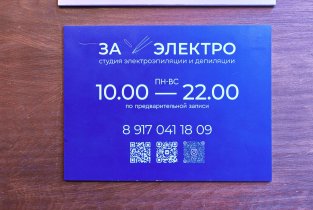 ЗА ЭЛЕКТРО
студия электроэпиляции и депиляции
ПН-ВС
10.00 — 22.00
по предварительной записи
8 917 041 18 09